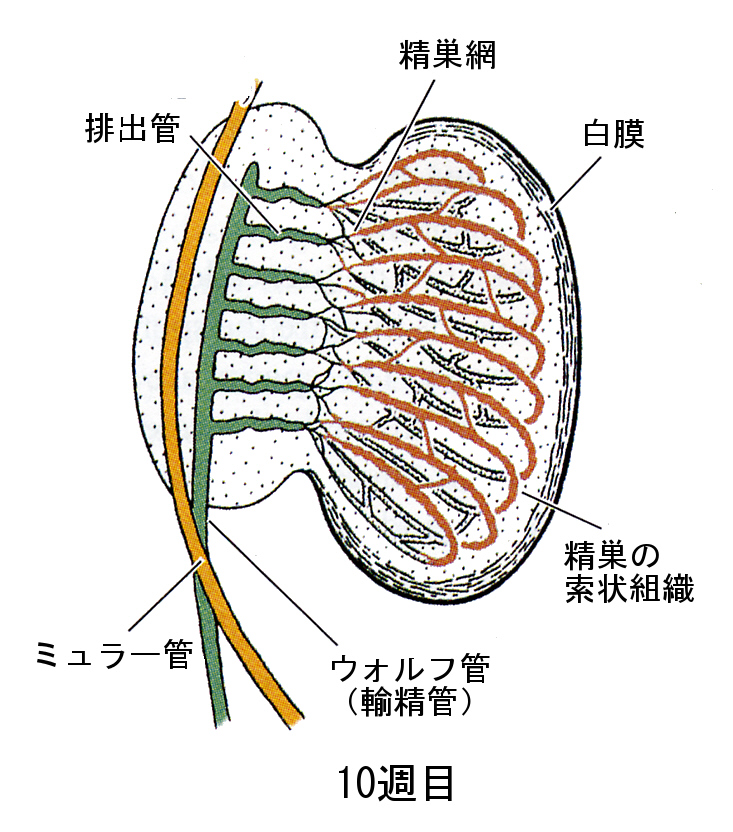 精巣網
排出管
白膜
精巣の
索状組織
ミュラー管
ウォルフ管
（輸精管）
10週目